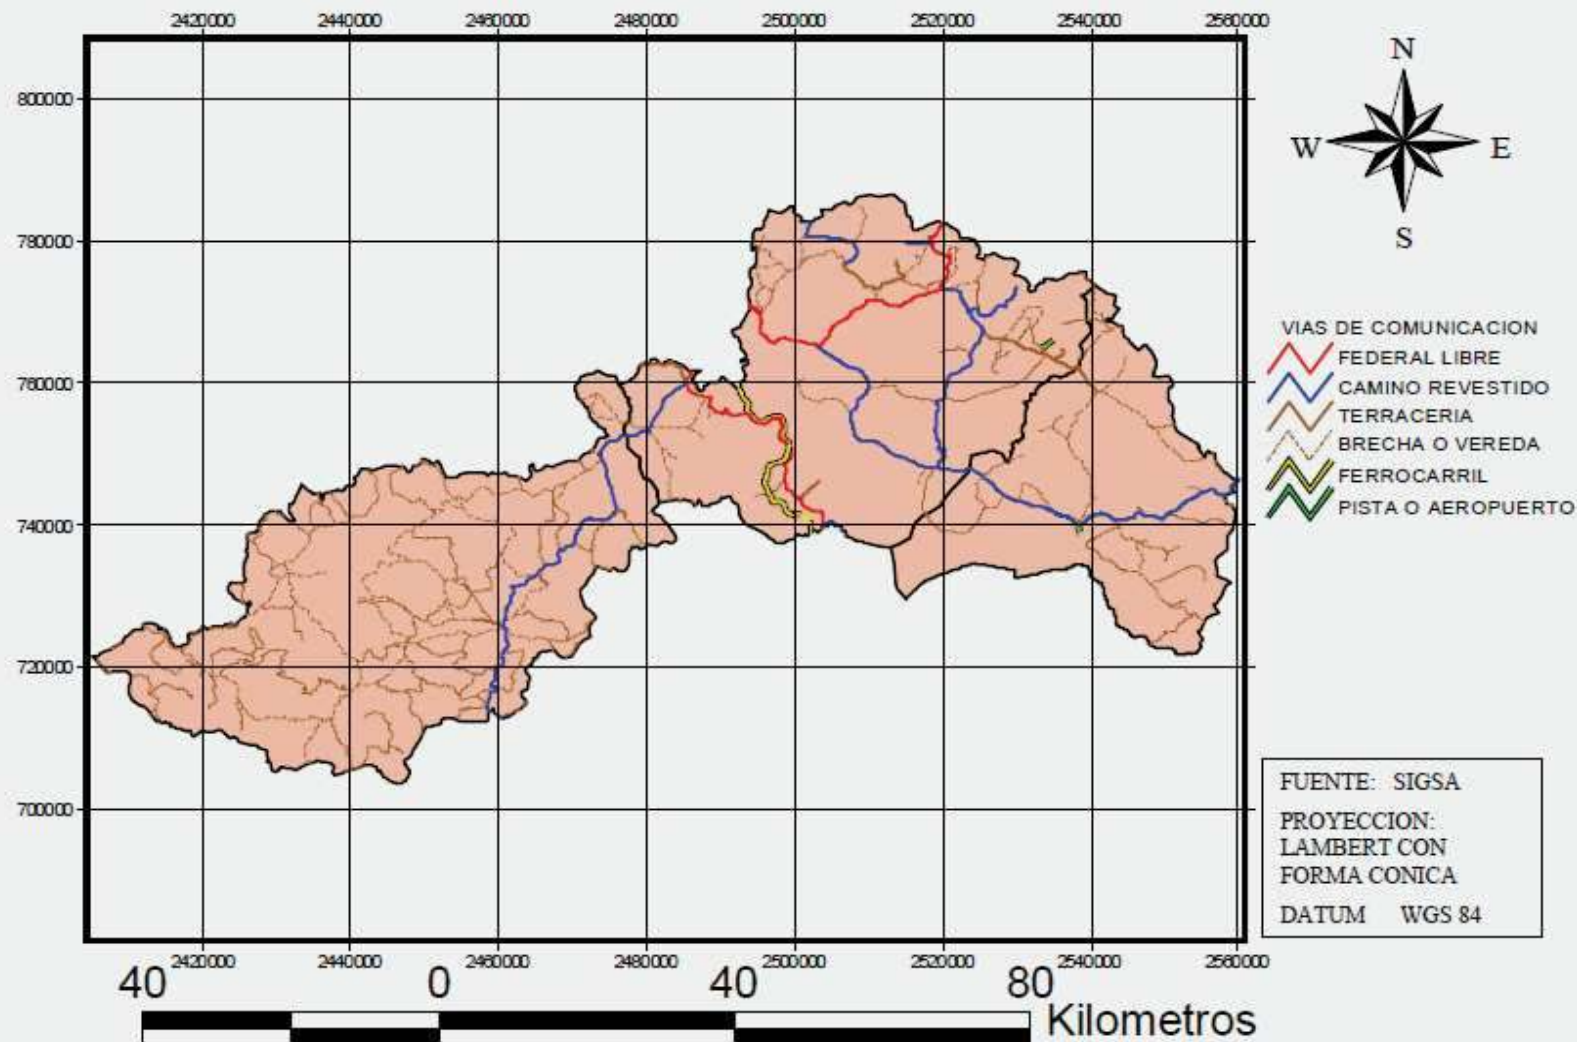 2420000 2440000 2460000 2480000 2500000 2520000 2540000 2560000
N
W E
S
800000
780000
760000
740000
720000
700000
VIAS DE COMUNICACION
FEDERAL LIBRE
CAMINO REVESTIDO
TERRACERIA
BRECHA O VEREDA
FERROCARRIL
PISTA O AEROPUERTO
FUENTE: SIGSA
PROYECCION:
LAMBERT CON
FORMA CONICA
DATUM WGS 84
2420000 2440000 2460000 2480000 2500000 2520000 2540000 2560000
40 0 40 80
Kilometros